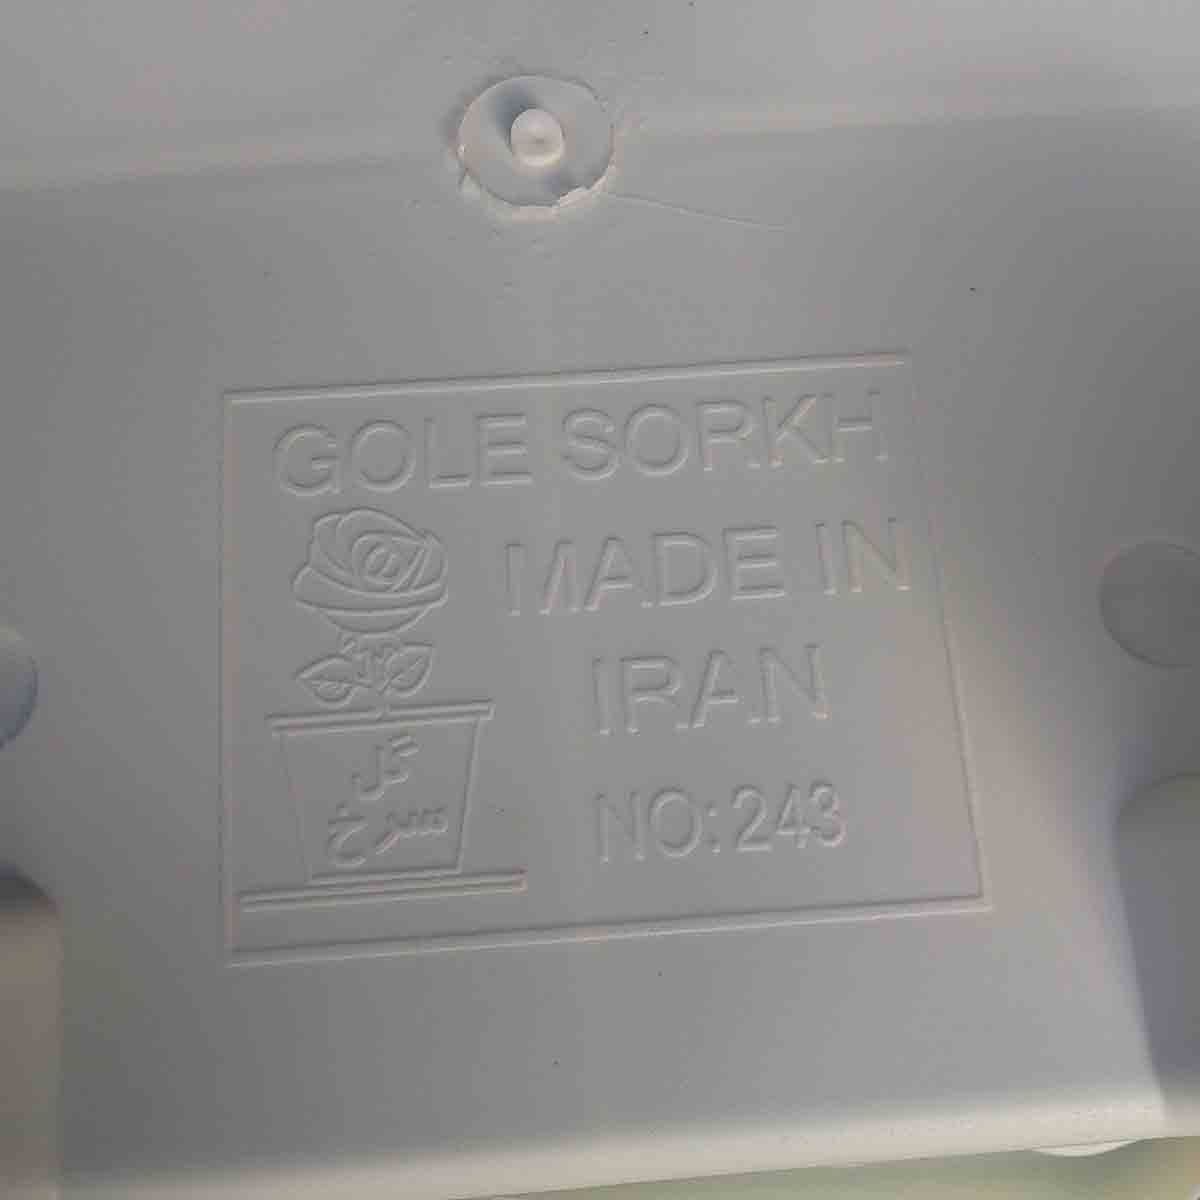 GOLE SORKH
MADE IN
IRAN
NO: 243
گل
سرخ